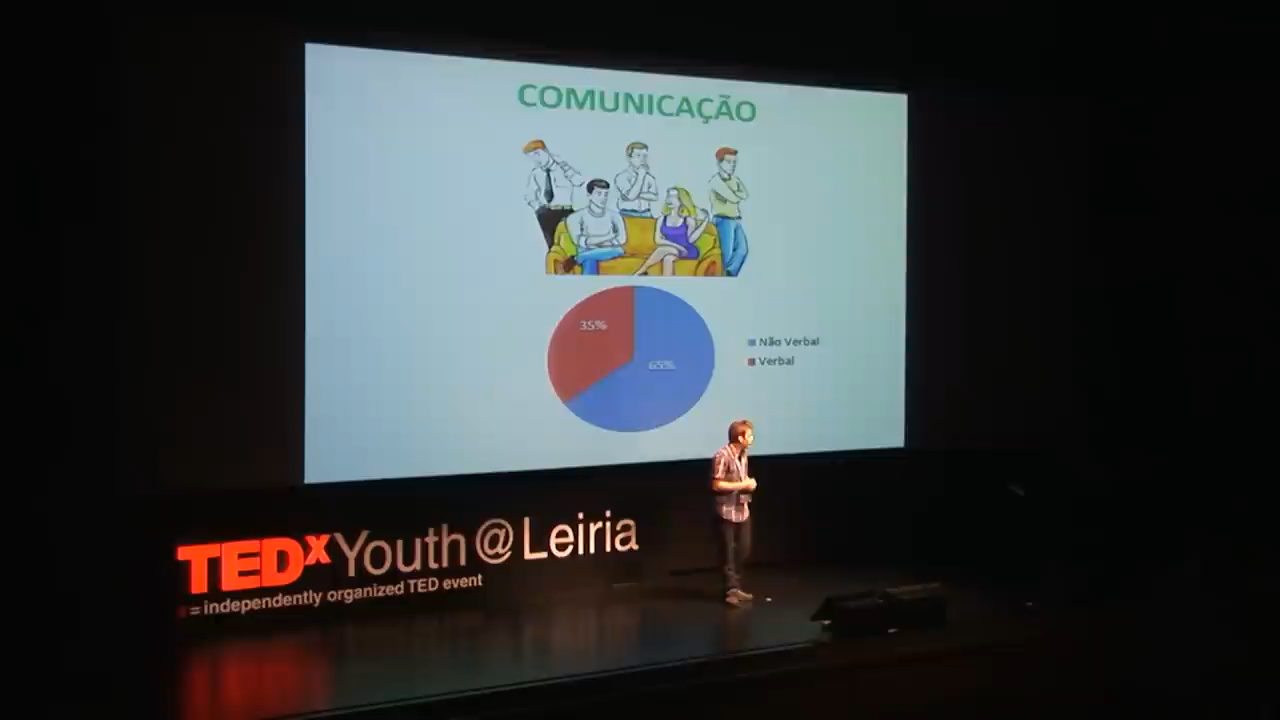 COMUNICAÇÃO
35%
65%
Não Verbal
Verbal
TEDxYouth@Leiria
= independently organized TED event